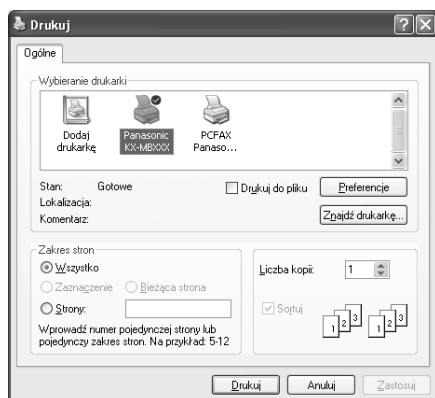 Drukuj
Ogólne
Wybieranie drukarki
Dodaj drukarkę
Panasonic KX-MBXXX
PCFAX Panaso...
Stan: Gotowe
Lokalizacja:
Komentarz:
Drukuj do pliku
Preferencje
Znajdź drukarkę...
Zakres stron
Wszystko
Zaznaczenie
Bieżąca strona
Strony:
Wprowadź numer pojedynczej strony lub
pojedynczy zakres stron. Na przykład: 5-12
Liczba kopii: 1
Sortuj
1 2 3 1 2 3
Drukuj Anuluj Zastosuj